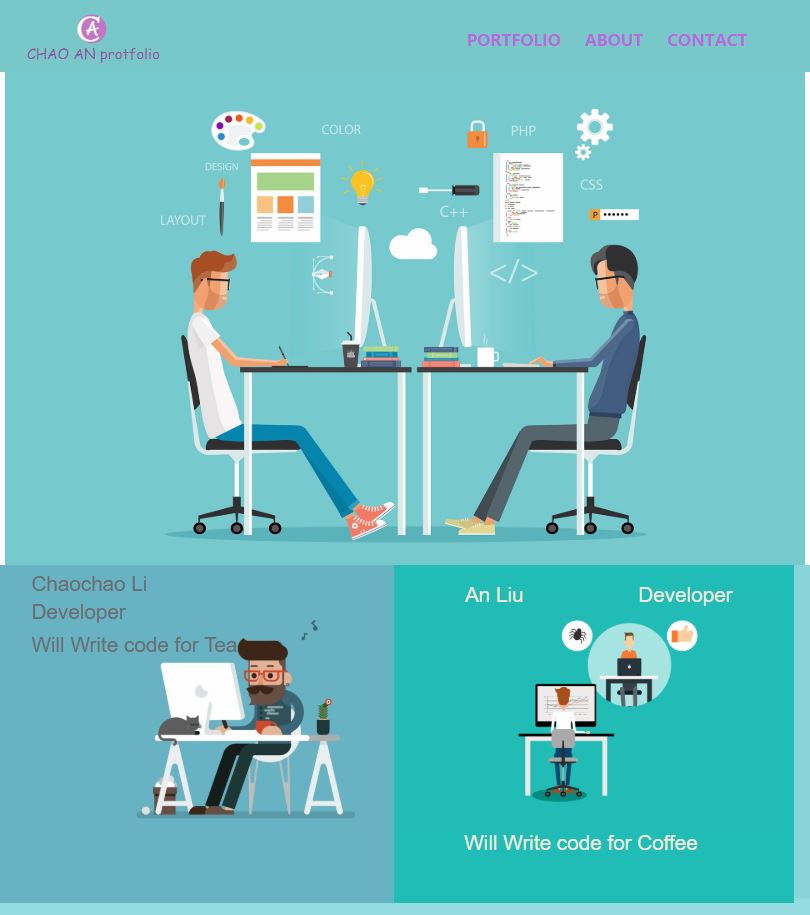 CHAO AN protfolio
PORTFOLIO ABOUT CONTACT
COLOR
PHP
DESIGN
CSS
LAYOUT
C++
P ••••••
</>
Chaochao Li
Developer
Will Write code for Tea
An Liu Developer
Will Write code for Coffee